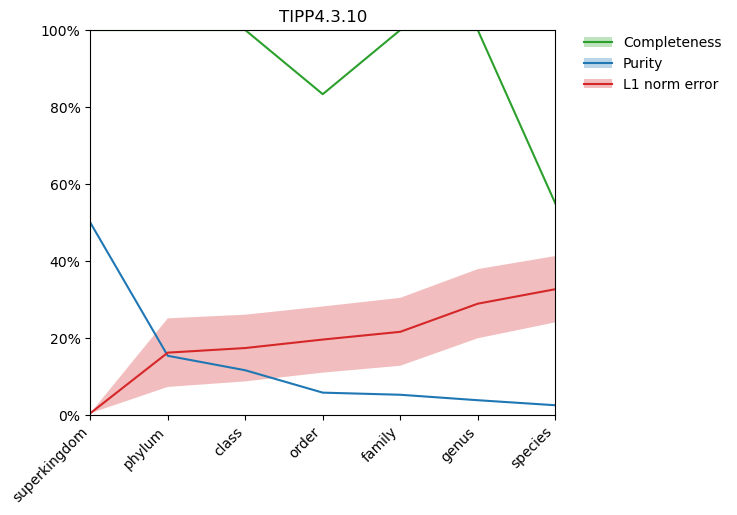 TIPP4.3.10
100%
80%
60%
40%
20%
0%
superkingdom
phylum
class
order
family
genus
species
Completeness
Purity
L1 norm error